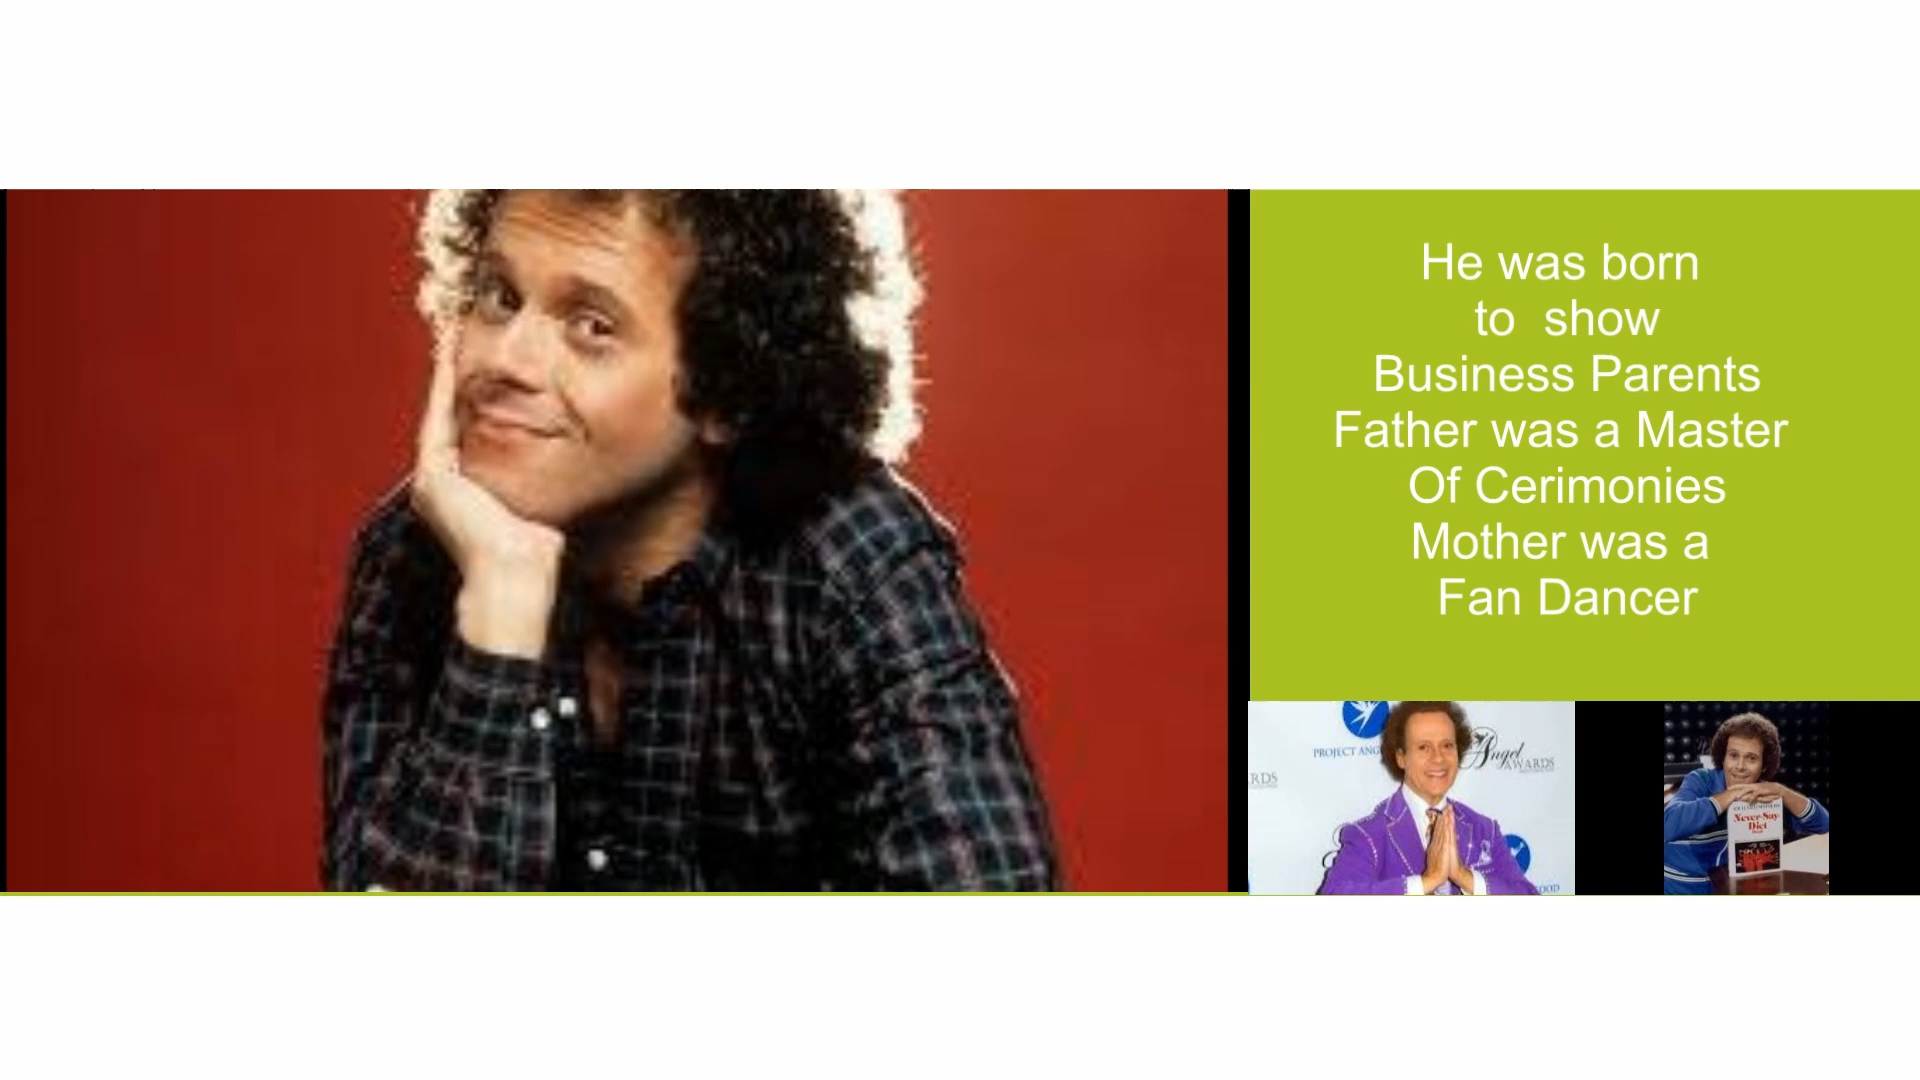 He was born
to show
Business Parents
Father was a Master
Of Cerimonies
Mother was a
Fan Dancer
PROJECT ANG
Angel
AWARDS
RDS
OOD
Never-Say-
Diet